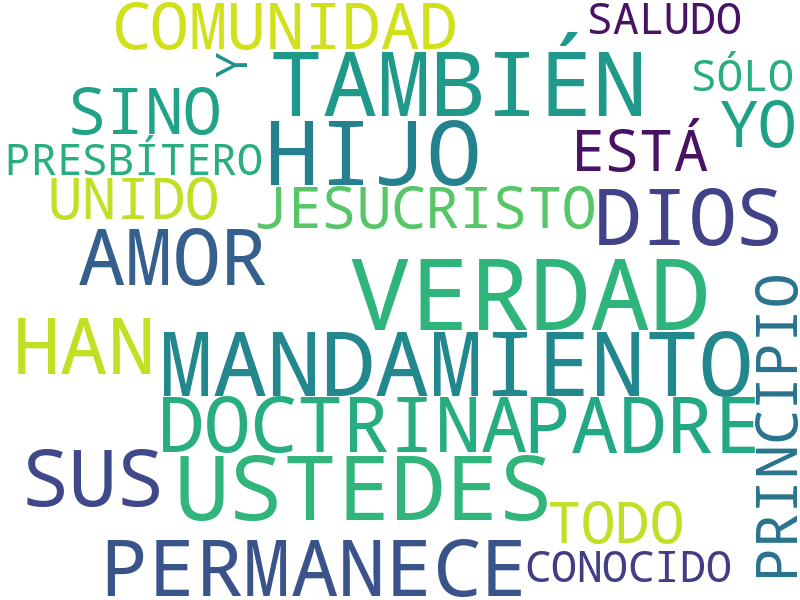 COMUNIDAD SALUDO
Y TAMBIÉN SÓLO
SINO HIJO YO
PRESBÍTERO ESTÁ
UNIDO JESUCRISTO DIOS
AMOR
VERDAD
HAN MANDAMIENTO PRINCIPIO
DOCTRINA PADRE
SUS USTEDES
TODO
PERMANECE CONOCIDO